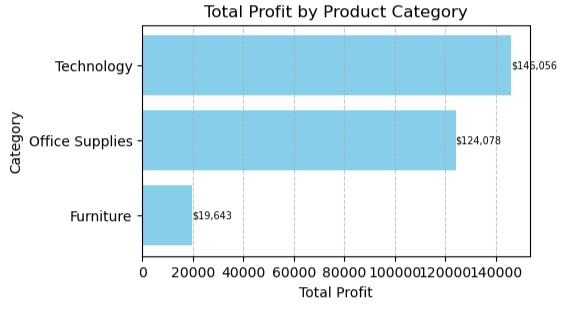 Total Profit by Product Category
Technology
$146,056
Office Supplies
$124,078
Furniture
$19,643
Category
0 20000 40000 60000 80000 100000 120000 140000
Total Profit